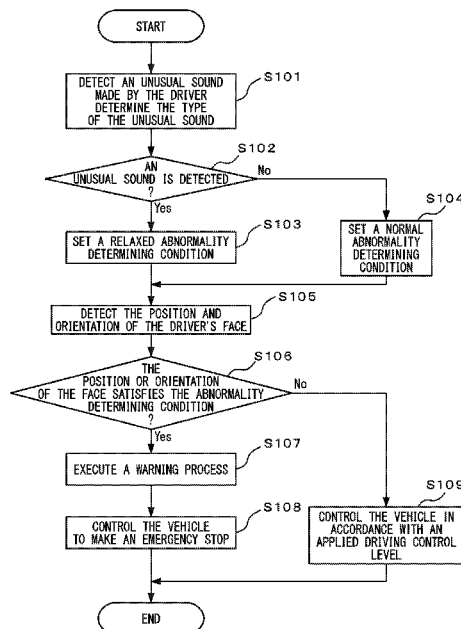 START
S101
DETECT AN UNUSUAL SOUND
MADE BY THE DRIVER
DETERMINE THE TYPE
OF THE UNUSUAL SOUND
S102
AN
UNUSUAL SOUND IS DETECTED
?
No
Yes
S103
SET A RELAXED ABNORMALITY
DETERMINING CONDITION
S104
SET A NORMAL
ABNORMALITY
DETERMINING
CONDITION
S105
DETECT THE POSITION AND
ORIENTATION OF THE DRIVER'S FACE
S106
THE
POSITION OR ORIENTATION
OF THE FACE SATISFIES THE ABNORMALITY
DETERMINING CONDITION
?
No
Yes
S107
EXECUTE A WARNING PROCESS
S108
CONTROL THE VEHICLE
TO MAKE AN EMERGENCY STOP
S109
CONTROL THE VEHICLE IN
ACCORDANCE WITH AN
APPLIED DRIVING CONTROL
LEVEL
END